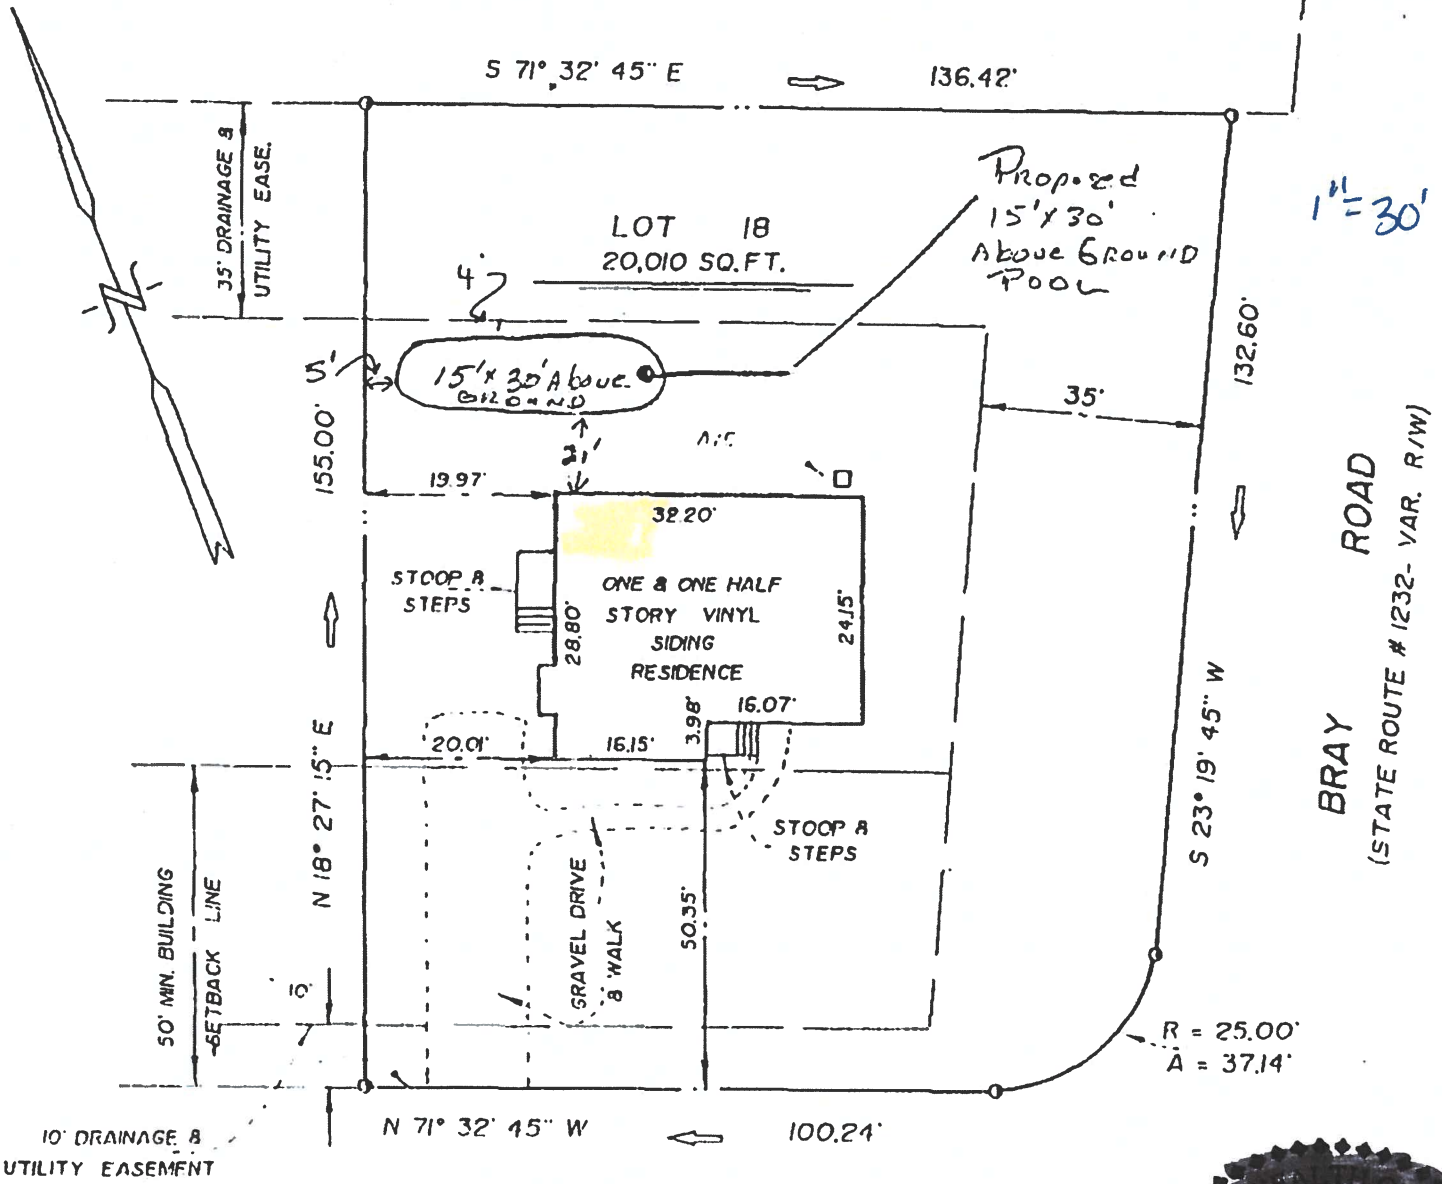 S 71° 32' 45" E
136.42'
35' DRAINAGE &
UTILITY EASE.
LOT 18
20,010 SQ.FT.
Proposed
15' X 30'
Above Ground
Pool
1" = 30'
4'
5'
15' x 30' Above
GROUND
21'
35'
132.60'
155.00'
19.97'
32.20'
STOOP &
STEPS
ONE & ONE HALF
STORY VINYL
SIDING
RESIDENCE
28.80'
24.15'
3.98'
16.07'
20.01'
16.15'
N 18° 27' 15" E
S 23° 19' 45" W
BRAY ROAD
(STATE ROUTE # 1232- VAR. R/W)
STOOP &
STEPS
50' MIN. BUILDING
SETBACK LINE
10'
GRAVEL DRIVE
& WALK
50.35'
R = 25.00'
A = 37.14'
N 71° 32' 45" W
100.24'
10' DRAINAGE &
UTILITY EASEMENT